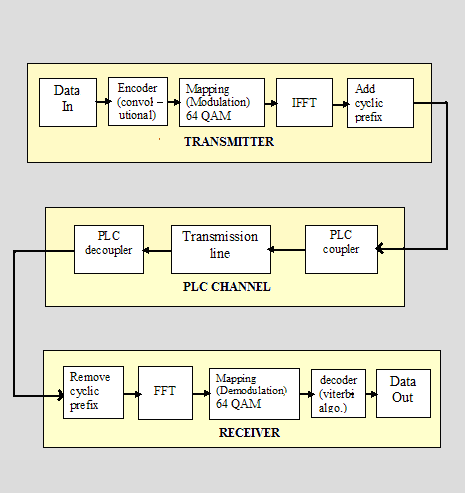 Data
In
Encoder
(convol –
utional)
Mapping
(Modulation)
64 QAM
IFFT
Add
cyclic
prefix
TRANSMITTER
PLC
decoupler
Transmission
line
PLC
coupler
PLC CHANNEL
Remove
cyclic
prefix
FFT
Mapping
(Demodulation)
64 QAM
decoder
(viterbi
algo.)
Data
Out
RECEIVER